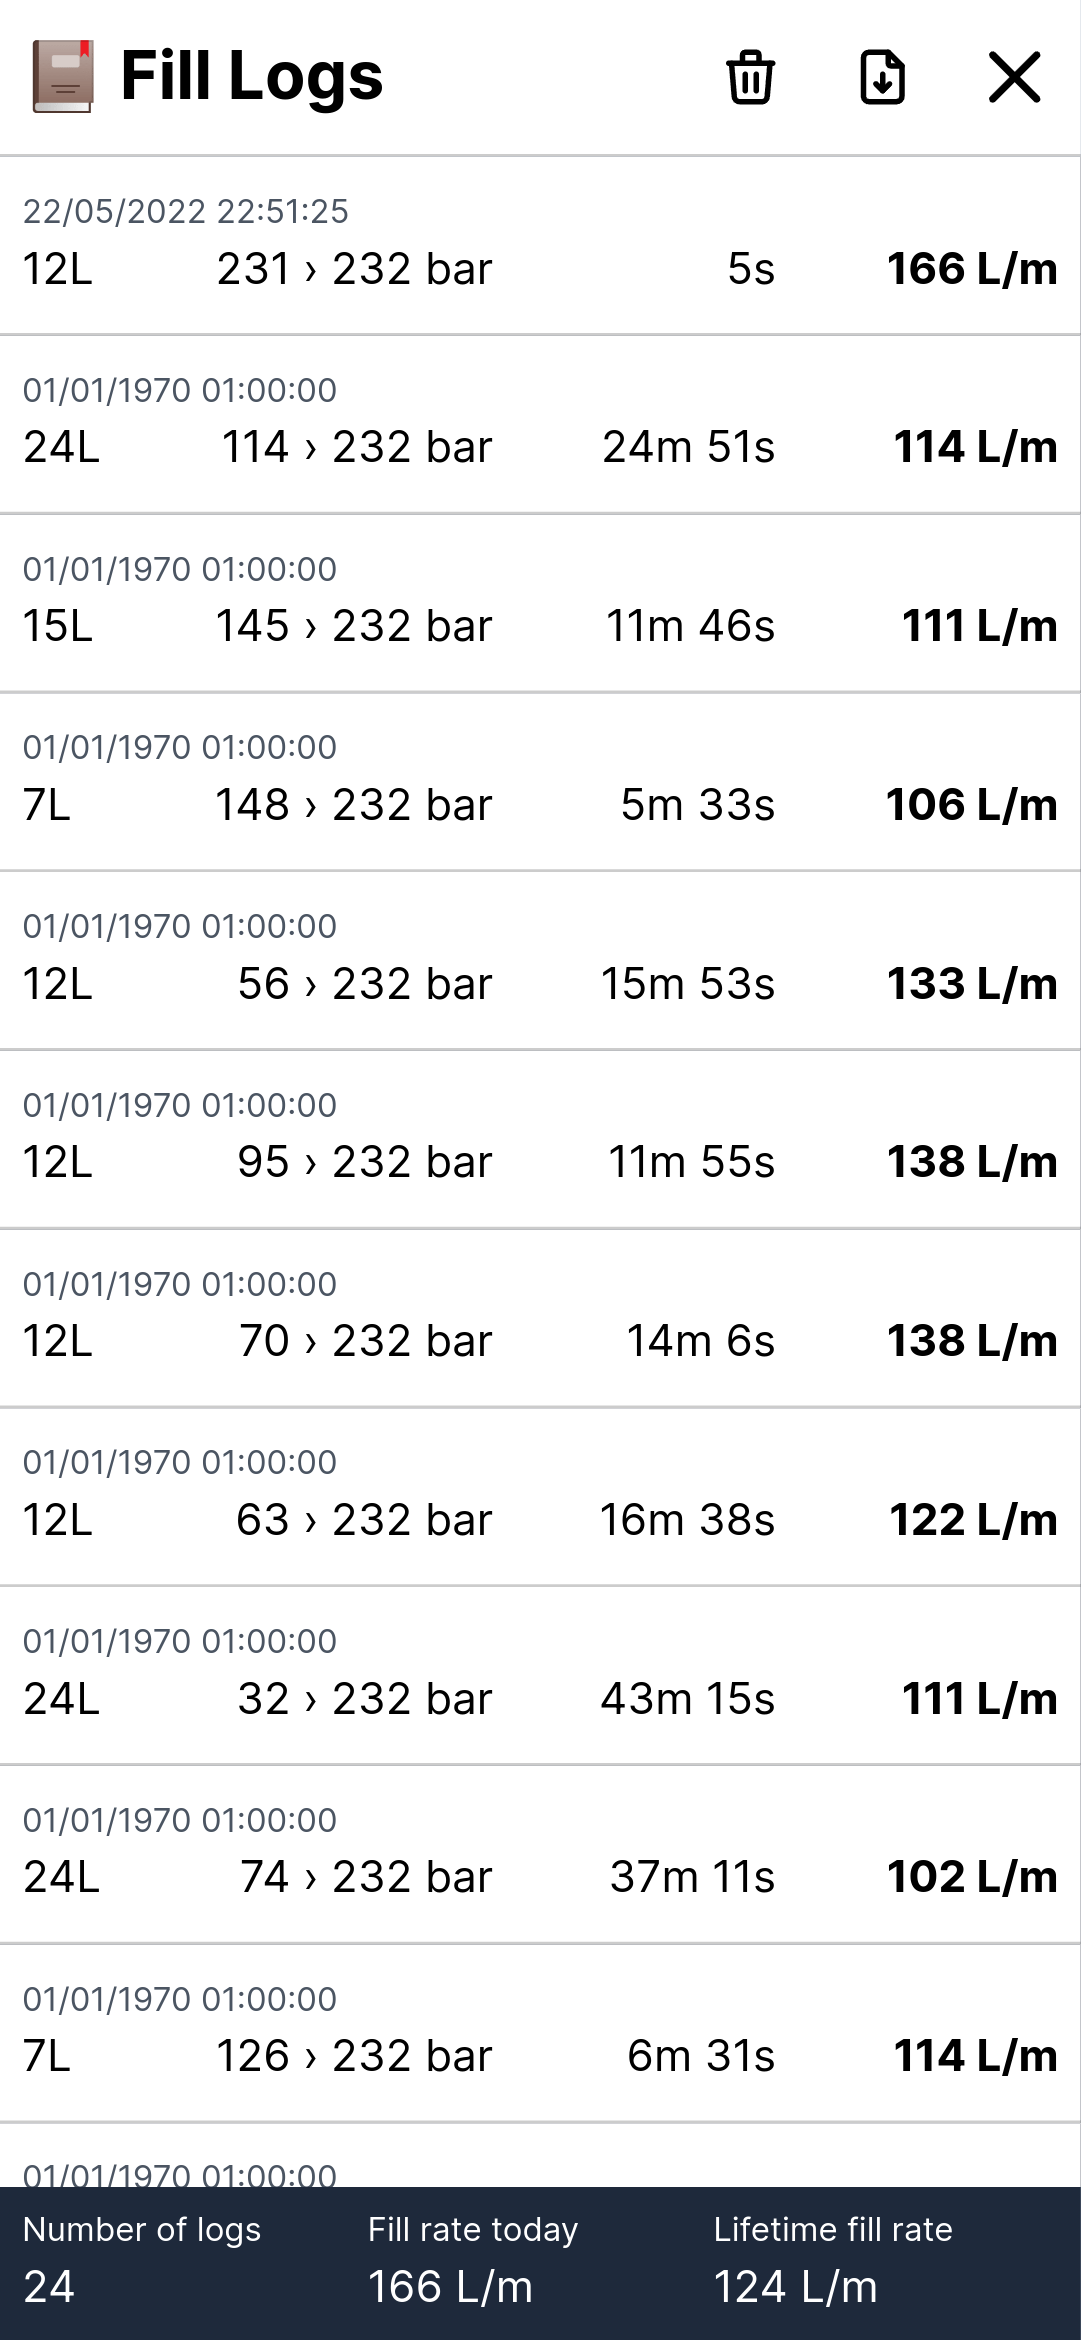 Fill Logs
22/05/2022 22:51:25
12L 231 › 232 bar 5s 166 L/m
01/01/1970 01:00:00
24L 114 › 232 bar 24m 51s 114 L/m
01/01/1970 01:00:00
15L 145 › 232 bar 11m 46s 111 L/m
01/01/1970 01:00:00
7L 148 › 232 bar 5m 33s 106 L/m
01/01/1970 01:00:00
12L 56 › 232 bar 15m 53s 133 L/m
01/01/1970 01:00:00
12L 95 › 232 bar 11m 55s 138 L/m
01/01/1970 01:00:00
12L 70 › 232 bar 14m 6s 138 L/m
01/01/1970 01:00:00
12L 63 › 232 bar 16m 38s 122 L/m
01/01/1970 01:00:00
24L 32 › 232 bar 43m 15s 111 L/m
01/01/1970 01:00:00
24L 74 › 232 bar 37m 11s 102 L/m
01/01/1970 01:00:00
7L 126 › 232 bar 6m 31s 114 L/m
01/01/1970 01:00:00
Number of logs Fill rate today Lifetime fill rate
24 166 L/m 124 L/m